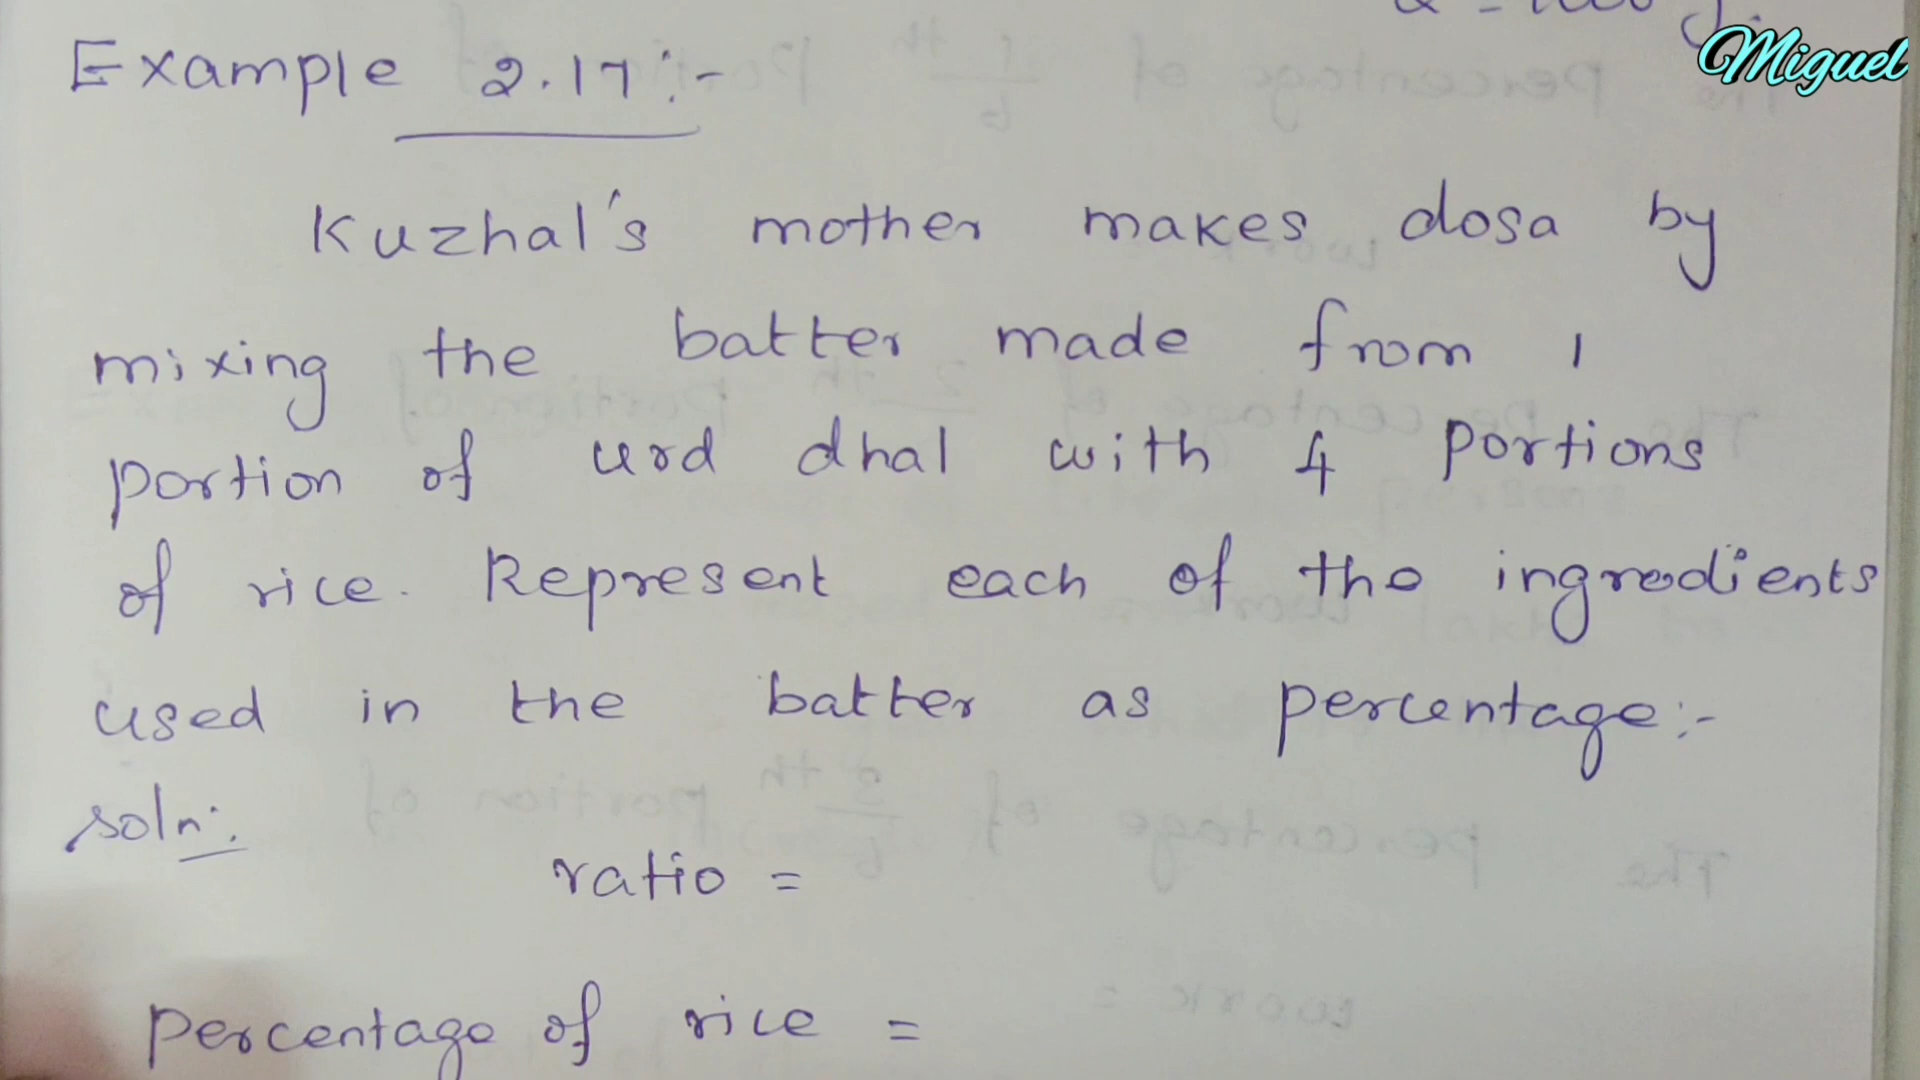 Miguel
Example 2.17:-
Kuzhal's mother makes dosa by
mixing the batter made from 1
portion of urd dhal with 4 portions
of rice. Represent each of the ingredients
used in the batter as percentage:-
soln:.
ratio =
percentage of rice =